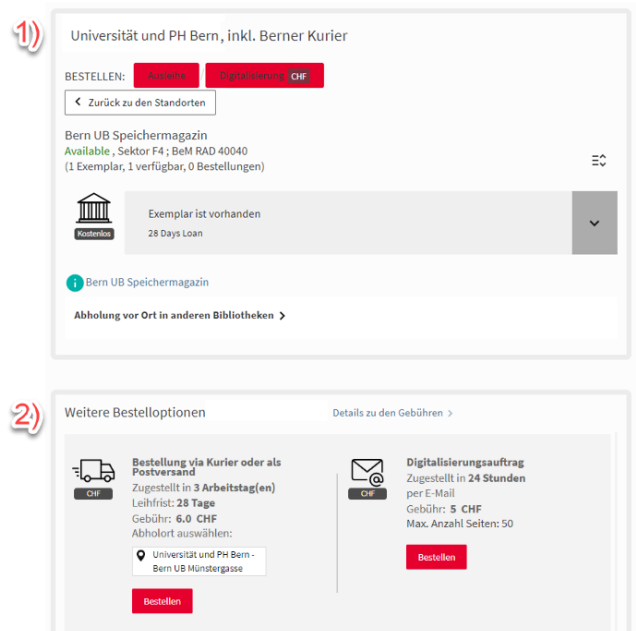 1)
Universität und PH Bern, inkl. Berner Kurier
BESTELLEN: Ausleihe Digitalisierung CHF
Zurück zu den Standorten
Bern UB Speichermagazin
Available , Sektor F4 ; BeM RAD 40040
(1 Exemplar, 1 verfügbar, 0 Bestellungen)
Kostenlos
Exemplar ist vorhanden
28 Days Loan
i Bern UB Speichermagazin
Abholung vor Ort in anderen Bibliotheken >
2)
Weitere Bestelloptionen
Details zu den Gebühren >
CHF
Bestellung via Kurier oder als
Postversand
Zugestellt in 3 Arbeitstag(en)
Leihfrist: 28 Tage
Gebühr: 6.0 CHF
Abholort auswählen:
Universität und PH Bern -
Bern UB Münstergasse
Bestellen
CHF
Digitalisierungsauftrag
Zugestellt in 24 Stunden
per E-Mail
Gebühr: 5 CHF
Max. Anzahl Seiten: 50
Bestellen